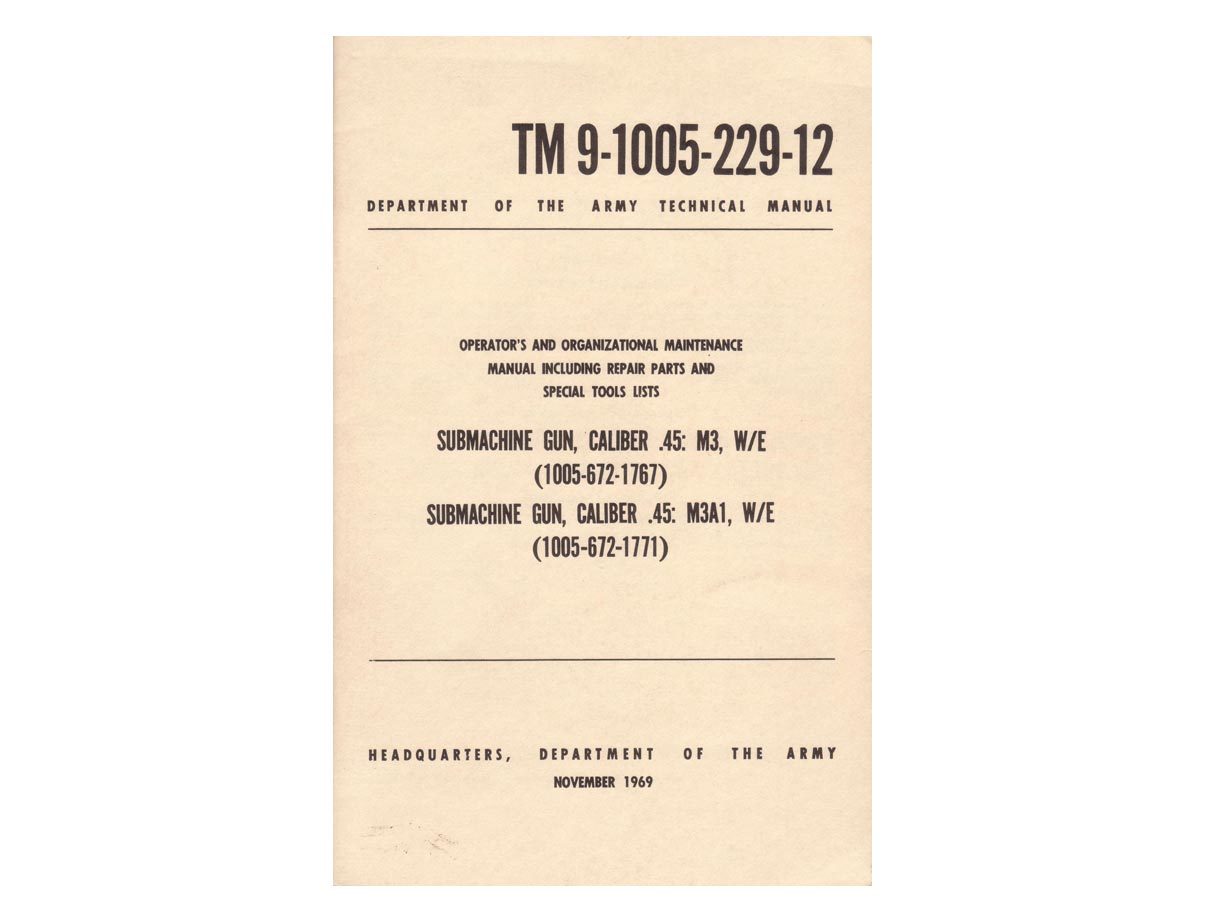 TM 9-1005-229-12
DEPARTMENT OF THE ARMY TECHNICAL MANUAL
OPERATOR'S AND ORGANIZATIONAL MAINTENANCE
MANUAL INCLUDING REPAIR PARTS AND
SPECIAL TOOLS LISTS
SUBMACHINE GUN, CALIBER .45: M3, W/E
(1005-672-1767)
SUBMACHINE GUN, CALIBER .45: M3A1, W/E
(1005-672-1771)
HEADQUARTERS, DEPARTMENT OF THE ARMY
NOVEMBER 1969